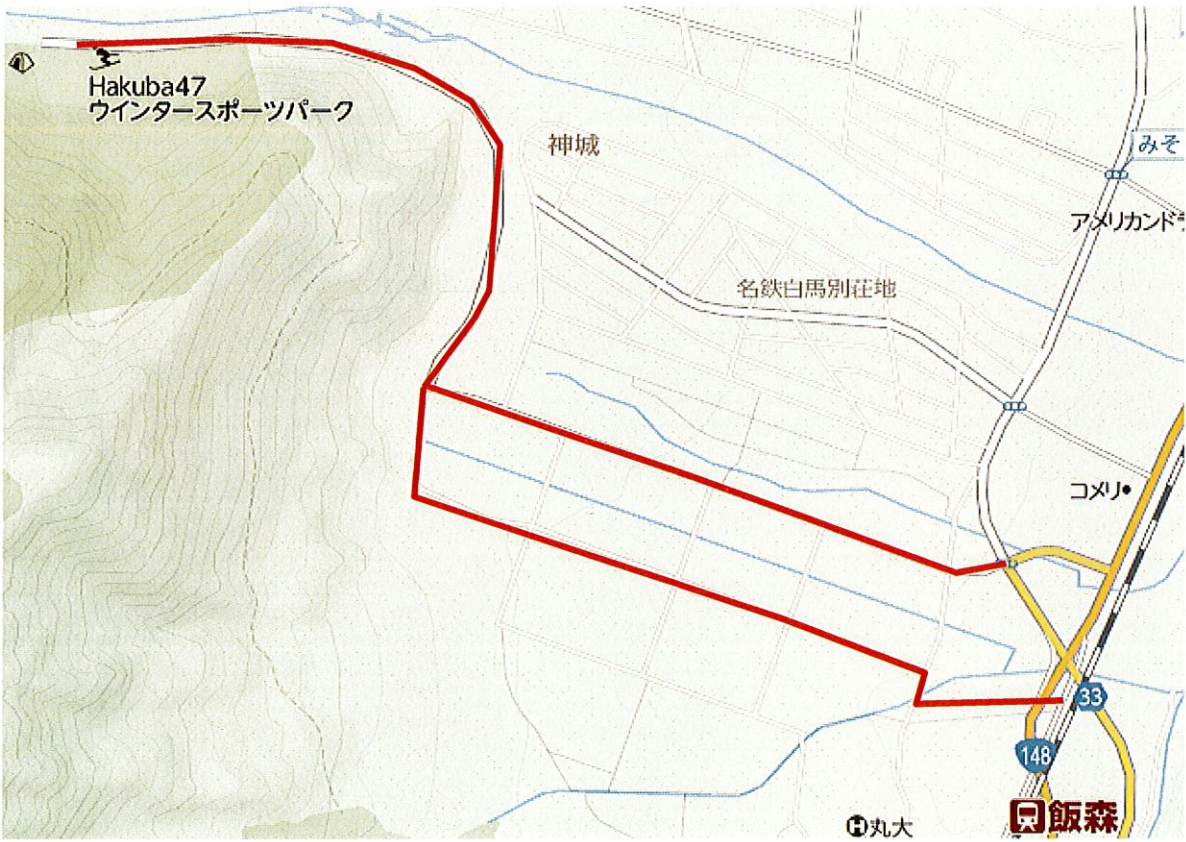 Hakuba47
ウインタースポーツパーク
神城
みそ
アメリカンド
名鉄白馬別荘地
コメリ
33
148
飯森
H丸大